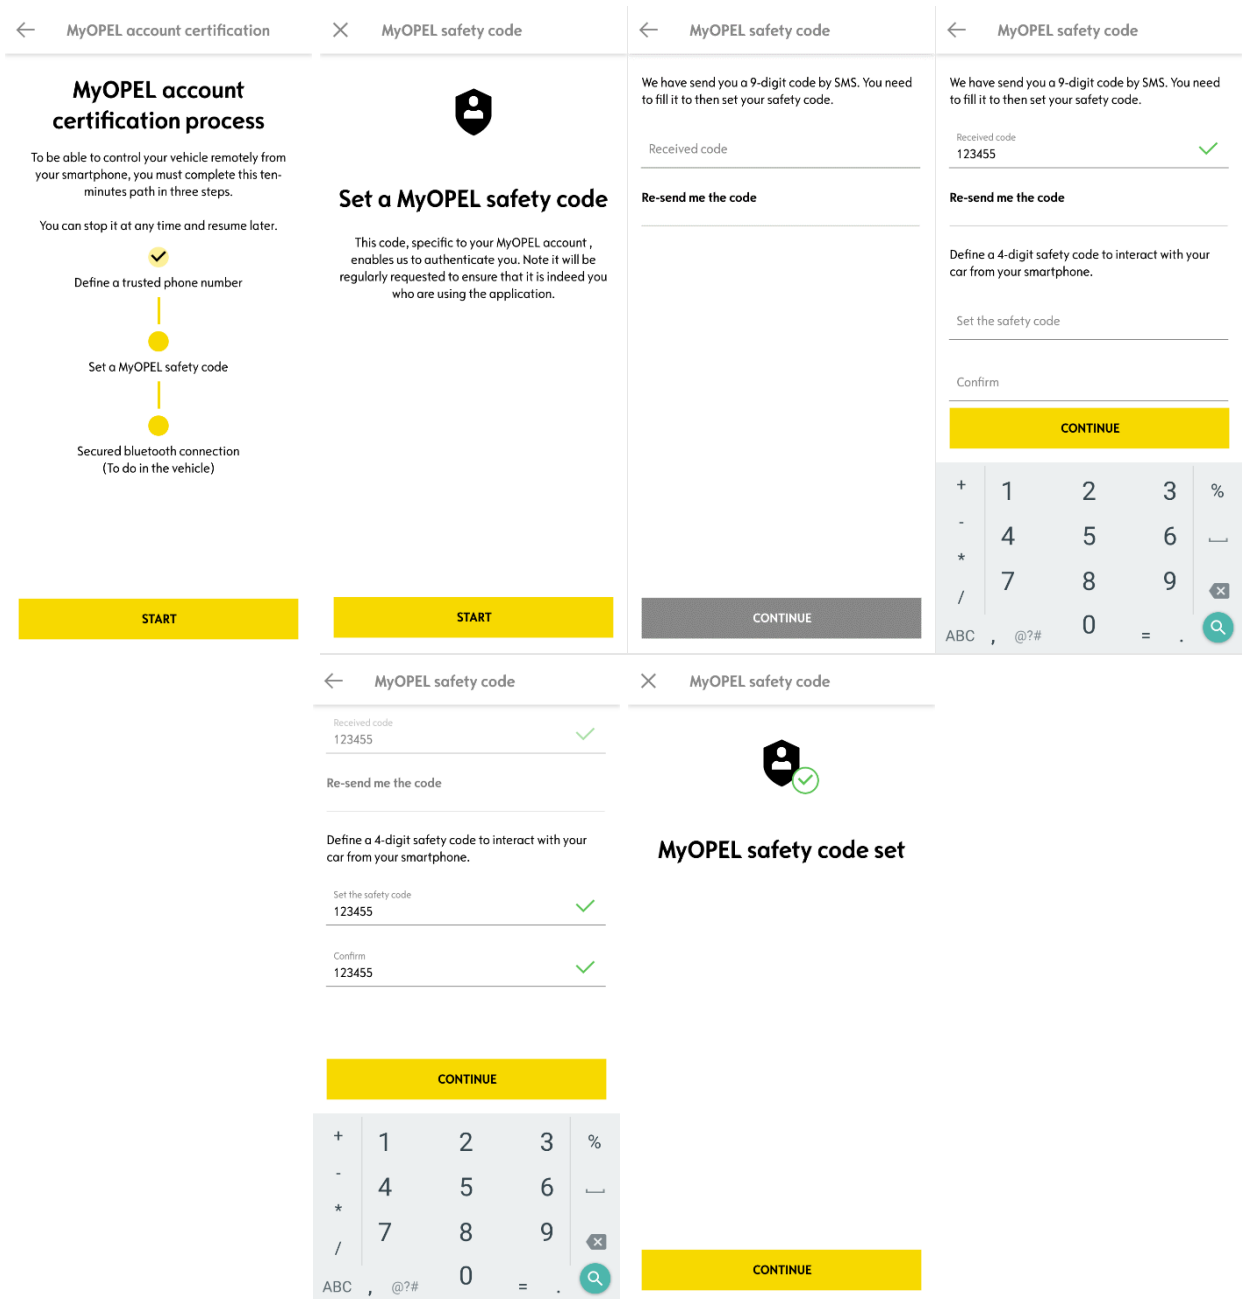 MyOPEL account certification
MyOPEL account
certification process
To be able to control your vehicle remotely from
your smartphone, you must complete this ten-
minutes path in three steps.
You can stop it at any time and resume later.
Define a trusted phone number
Set a MyOPEL safety code
Secured bluetooth connection
(To do in the vehicle)
START
MyOPEL safety code
Set a MyOPEL safety code
This code, specific to your MyOPEL account ,
enables us to authenticate you. Note it will be
regularly requested to ensure that it is indeed you
who are using the application.
START
MyOPEL safety code
We have send you a 9-digit code by SMS. You need
to fill it to then set your safety code.
Received code
Re-send me the code
CONTINUE
MyOPEL safety code
We have send you a 9-digit code by SMS. You need
to fill it to then set your safety code.
Received code
123455
Re-send me the code
Define a 4-digit safety code to interact with your
car from your smartphone.
Set the safety code
Confirm
CONTINUE
+ 1 2 3 %
- 4 5 6
* 7 8 9
/
ABC , @?# 0 = .
MyOPEL safety code
Received code
123455
Re-send me the code
Define a 4-digit safety code to interact with your
car from your smartphone.
Set the safety code
123455
Confirm
123455
CONTINUE
+ 1 2 3 %
- 4 5 6
* 7 8 9
/
ABC , @?# 0 = .
MyOPEL safety code
MyOPEL safety code set
CONTINUE